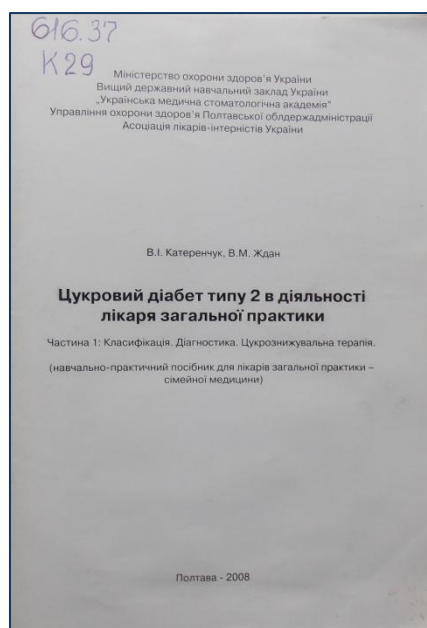 616.37
К29
Міністерство охорони здоров'я України
Вищий державний навчальний заклад України
„Українська медична стоматологічна академія"
Управління охорони здоров'я Полтавської облдержадміністрації
Асоціація лікарів-інтерністів України
В.І. Катеренчук, В.М. Ждан
Цукровий діабет типу 2 в діяльності
лікаря загальної практики
Частина 1: Класифікація. Діагностика. Цукрознижувальна терапія.
(навчально-практичний посібник для лікарів загальної практики –
сімейної медицини)
Полтава - 2008